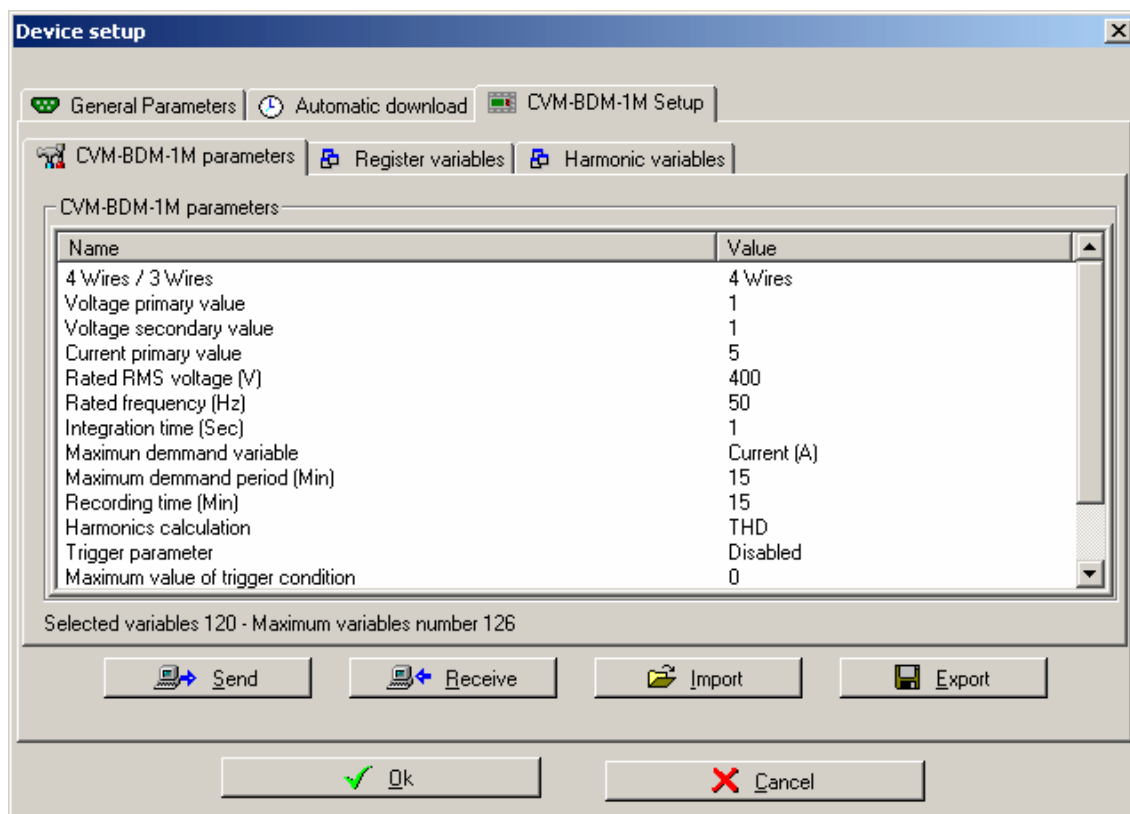 Device setup
General Parameters Automatic download CVM-BDM-1M Setup
CVM-BDM-1M parameters Register variables Harmonic variables
CVM-BDM-1M parameters
Name Value
4 Wires / 3 Wires 4 Wires
Voltage primary value 1
Voltage secondary value 1
Current primary value 5
Rated RMS voltage (V) 400
Rated frequency (Hz) 50
Integration time (Sec) 1
Maximun demmand variable Current (A)
Maximum demmand period (Min) 15
Recording time (Min) 15
Harmonics calculation THD
Trigger parameter Disabled
Maximum value of trigger condition 0
Selected variables 120 - Maximum variables number 126
Send Receive Import Export
Ok Cancel